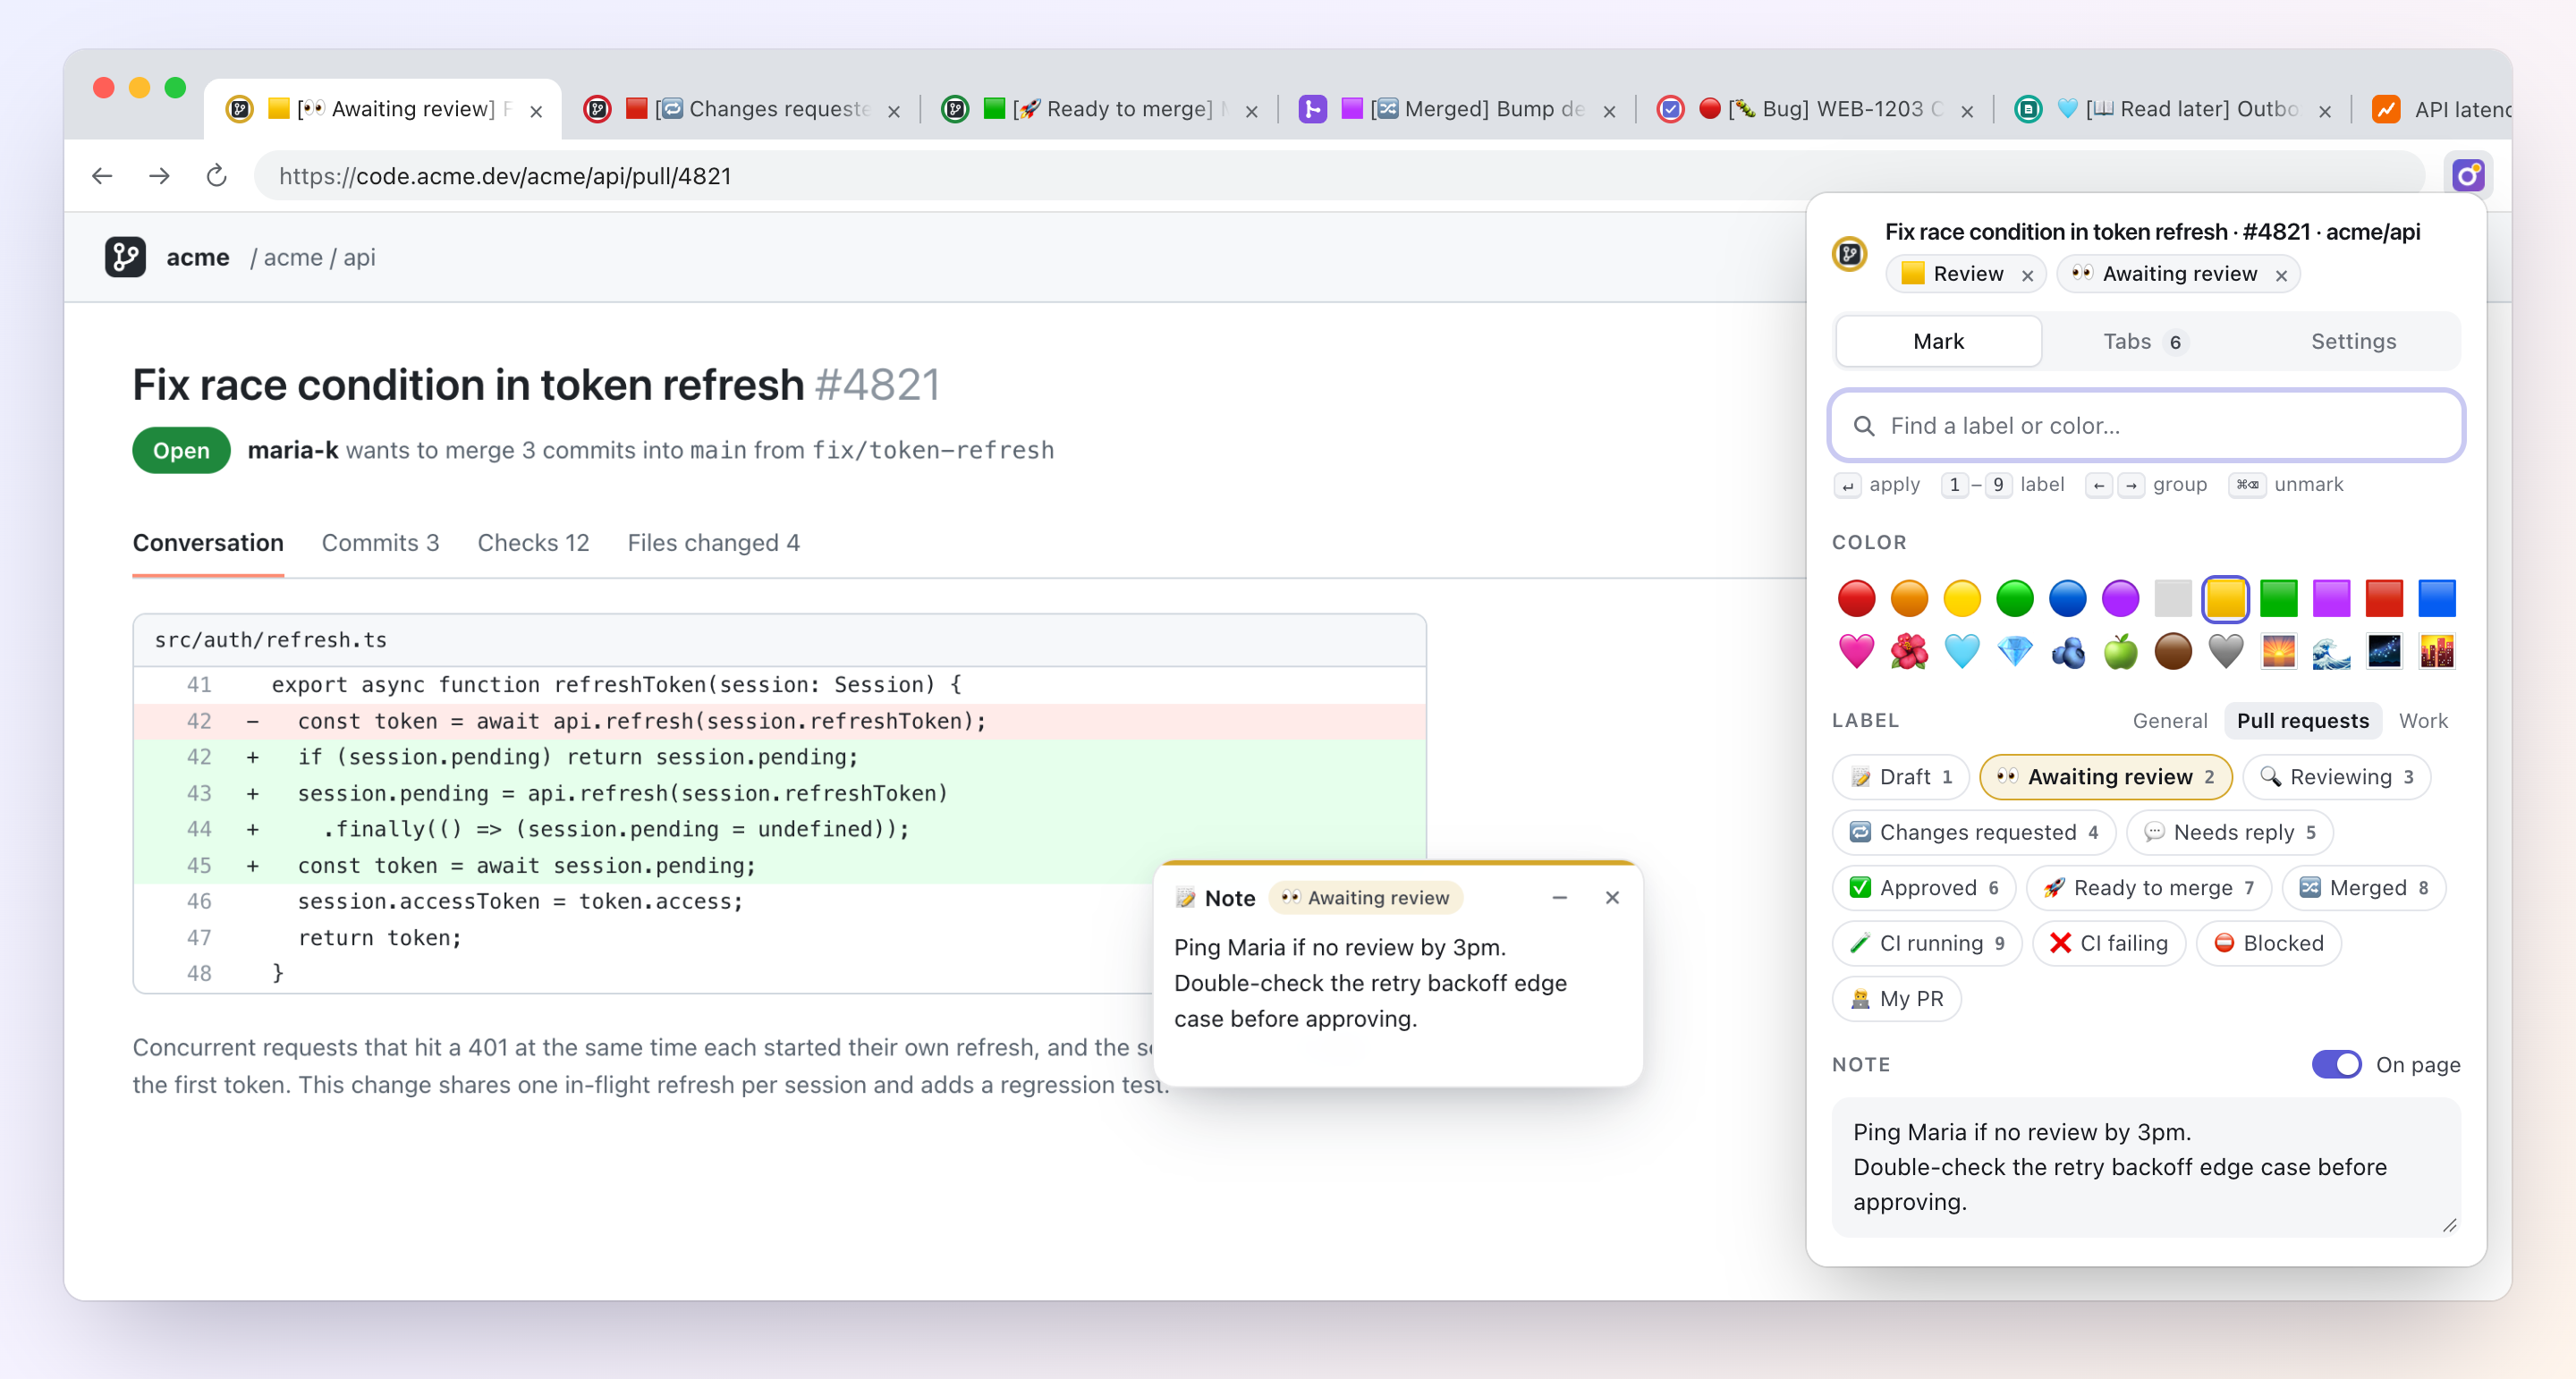 [👀 Awaiting review]
[🔁 Changes requeste
[🚀 Ready to merge]
[🔀 Merged] Bump de
[🐛 Bug] WEB-1203
[📖 Read later] Outbo
API latenc
https://code.acme.dev/acme/api/pull/4821
acme / acme / api
Fix race condition in token refresh #4821
Open maria-k wants to merge 3 commits into main from fix/token-refresh
Conversation Commits 3 Checks 12 Files changed 4
src/auth/refresh.ts
41 export async function refreshToken(session: Session) {
42 - const token = await api.refresh(session.refreshToken);
42 + if (session.pending) return session.pending;
43 + session.pending = api.refresh(session.refreshToken)
44 + .finally(() => (session.pending = undefined));
45 + const token = await session.pending;
46 session.accessToken = token.access;
47 return token;
48 }
Concurrent requests that hit a 401 at the same time each started their own refresh, and the
the first token. This change shares one in-flight refresh per session and adds a regression test.
Note 👀 Awaiting review
Ping Maria if no review by 3pm.
Double-check the retry backoff edge
case before approving.
Fix race condition in token refresh · #4821 · acme/api
Review × 👀 Awaiting review ×
Mark Tabs 6 Settings
Find a label or color...
↵ apply 1 – 9 label ← → group ⌘⌫ unmark
COLOR
LABEL General Pull requests Work
Draft 1 Awaiting review 2 Reviewing 3
Changes requested 4 Needs reply 5
Approved 6 Ready to merge 7 Merged 8
CI running 9 CI failing Blocked
My PR
NOTE On page
Ping Maria if no review by 3pm.
Double-check the retry backoff edge case before
approving.